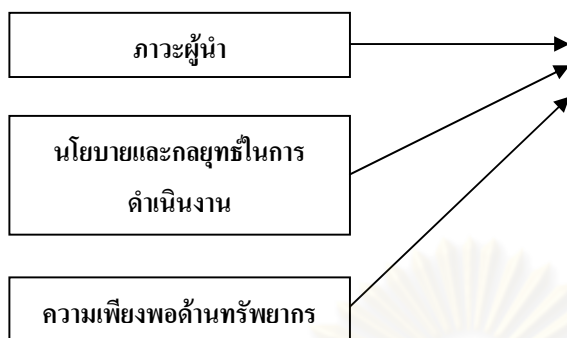 ภาวะผู้นำ
นโยบายและกลยุทธ์ในการ
ดำเนินงาน
ความเพียงพอด้านทรัพยากร